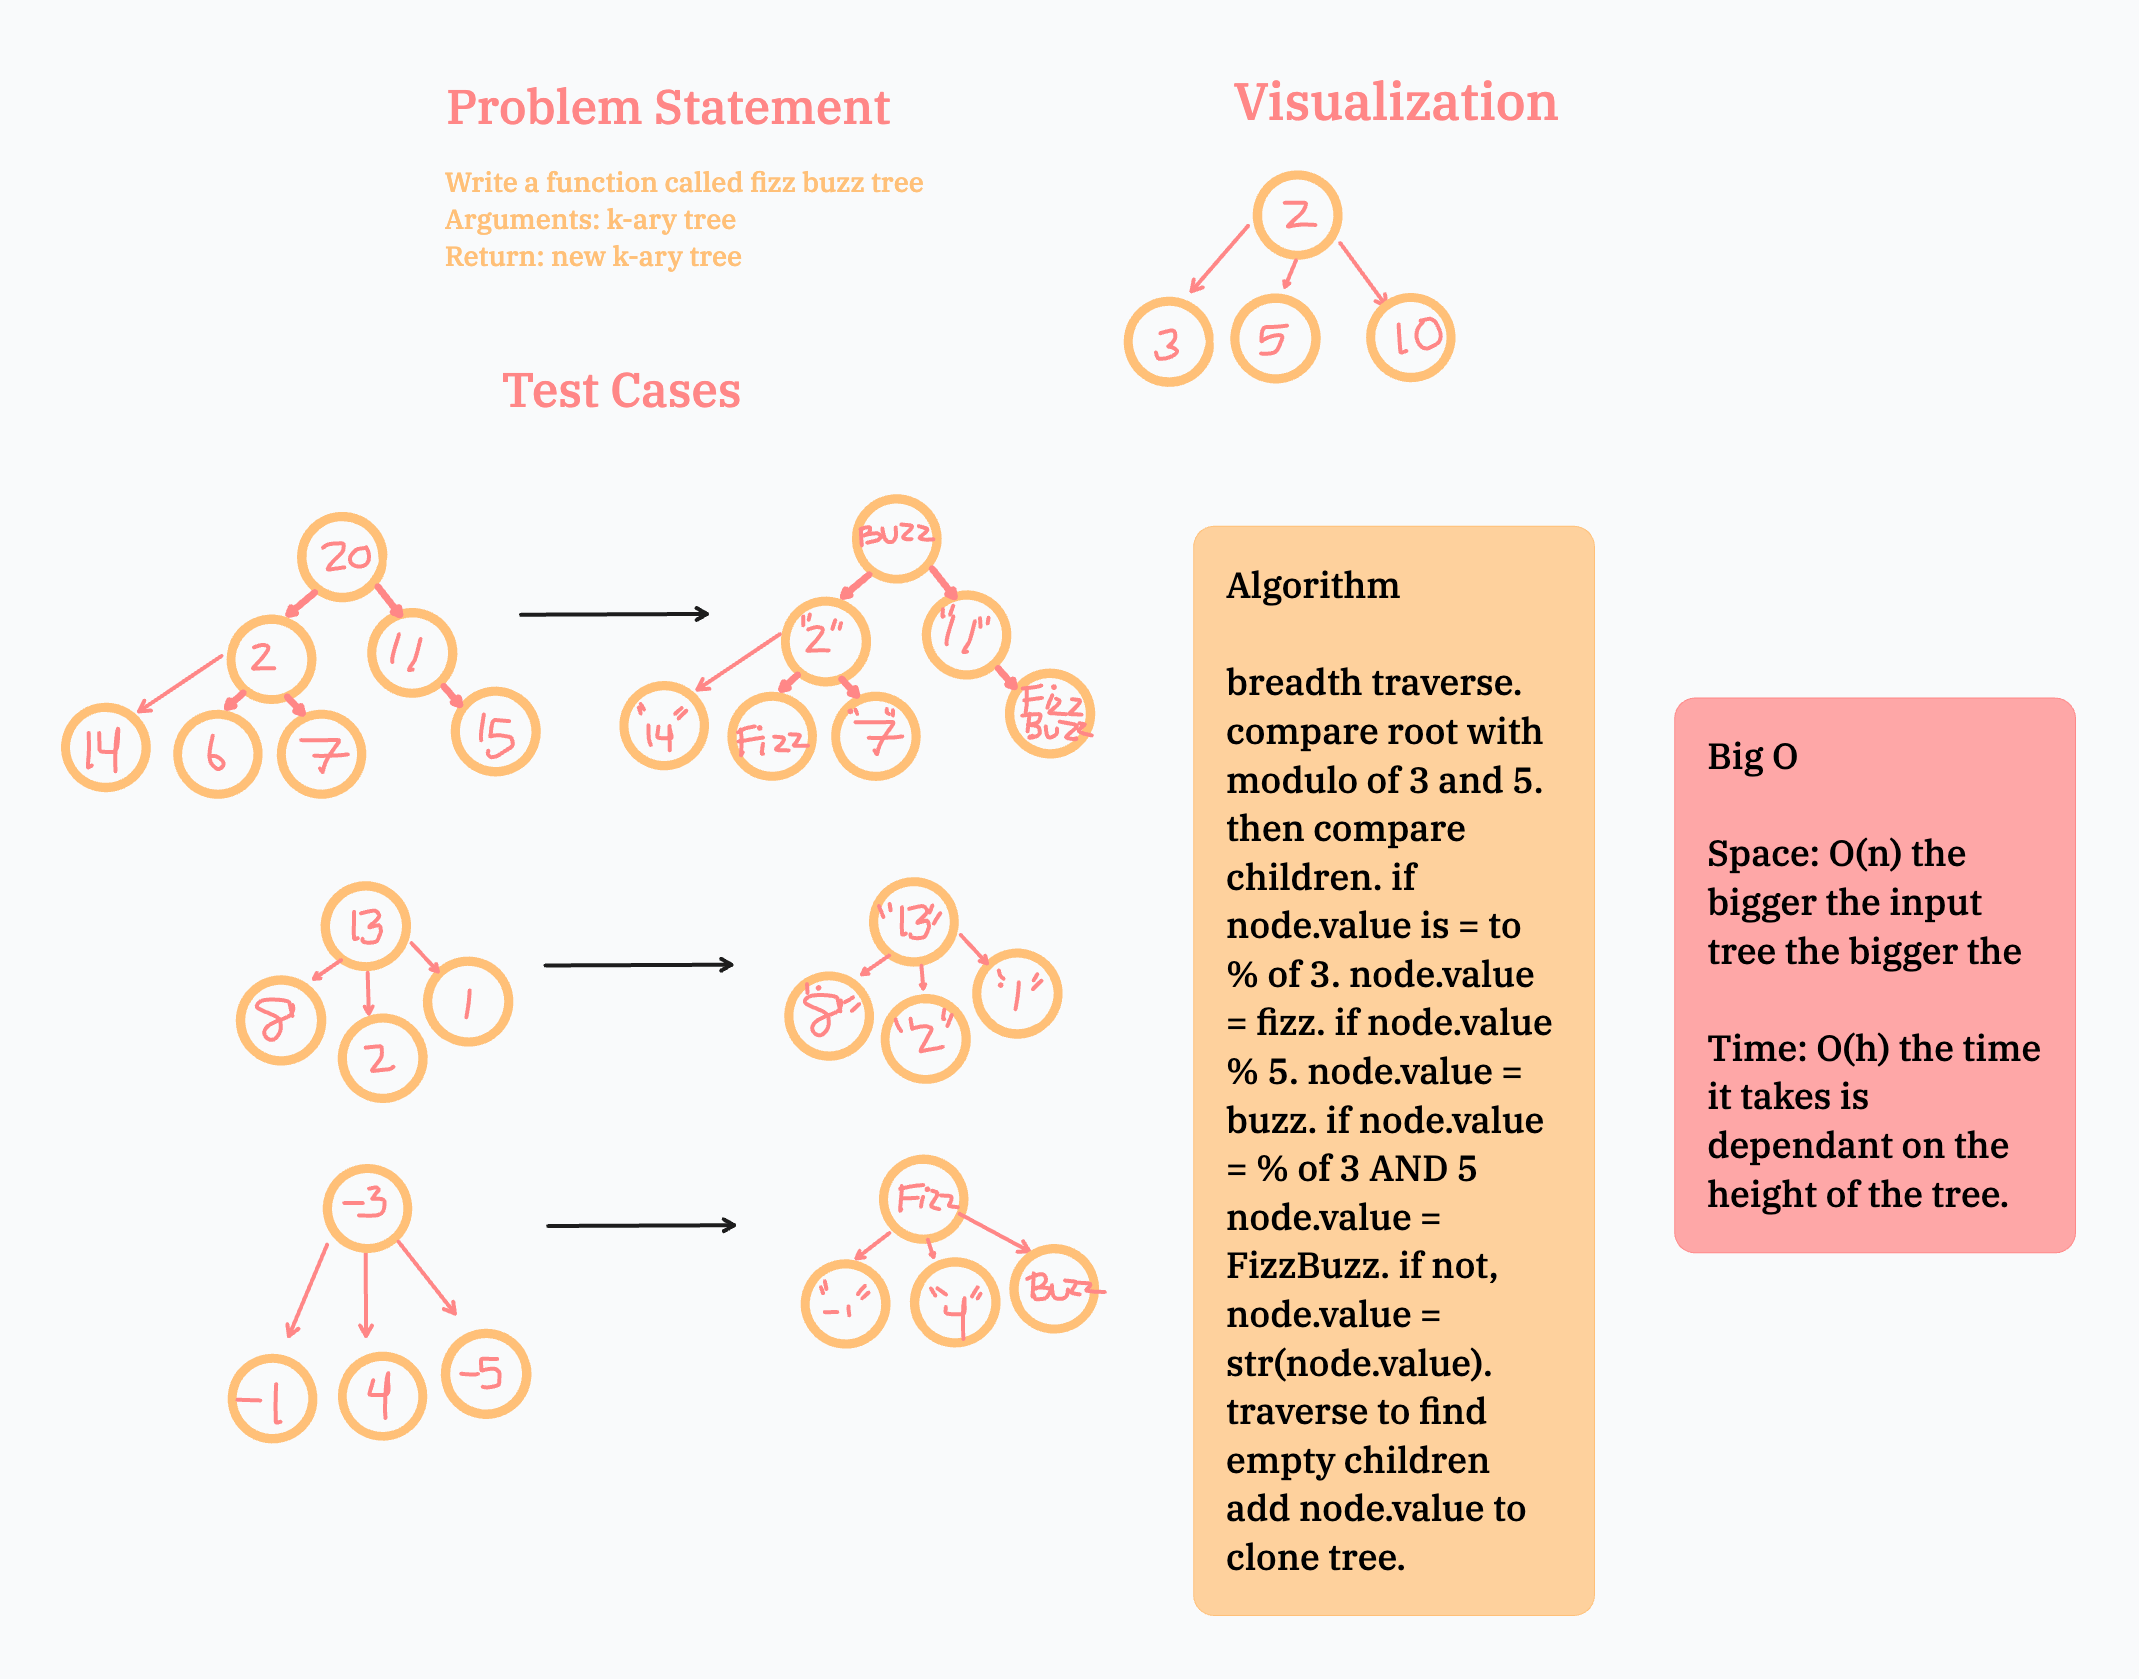 Problem Statement
Write a function called fizz buzz tree
Arguments: k-ary tree
Return: new k-ary tree
Visualization
2
3
5
10
Test Cases
20
2
11
14
6
7
15
BUZZ
"2"
"11"
"14"
Fizz
"7"
Fizz
Buzz
13
8
2
1
"13"
"8"
"2"
"1"
-3
-1
4
-5
Fizz
"-1"
"4"
Buzz
Algorithm
breadth traverse.
compare root with
modulo of 3 and 5.
then compare
children. if
node.value is = to
% of 3. node.value
= fizz. if node.value
% 5. node.value =
buzz. if node.value
= % of 3 AND 5
node.value =
FizzBuzz. if not,
node.value =
str(node.value).
traverse to find
empty children
add node.value to
clone tree.
Big O
Space: O(n) the
bigger the input
tree the bigger the
Time: O(h) the time
it takes is
dependant on the
height of the tree.